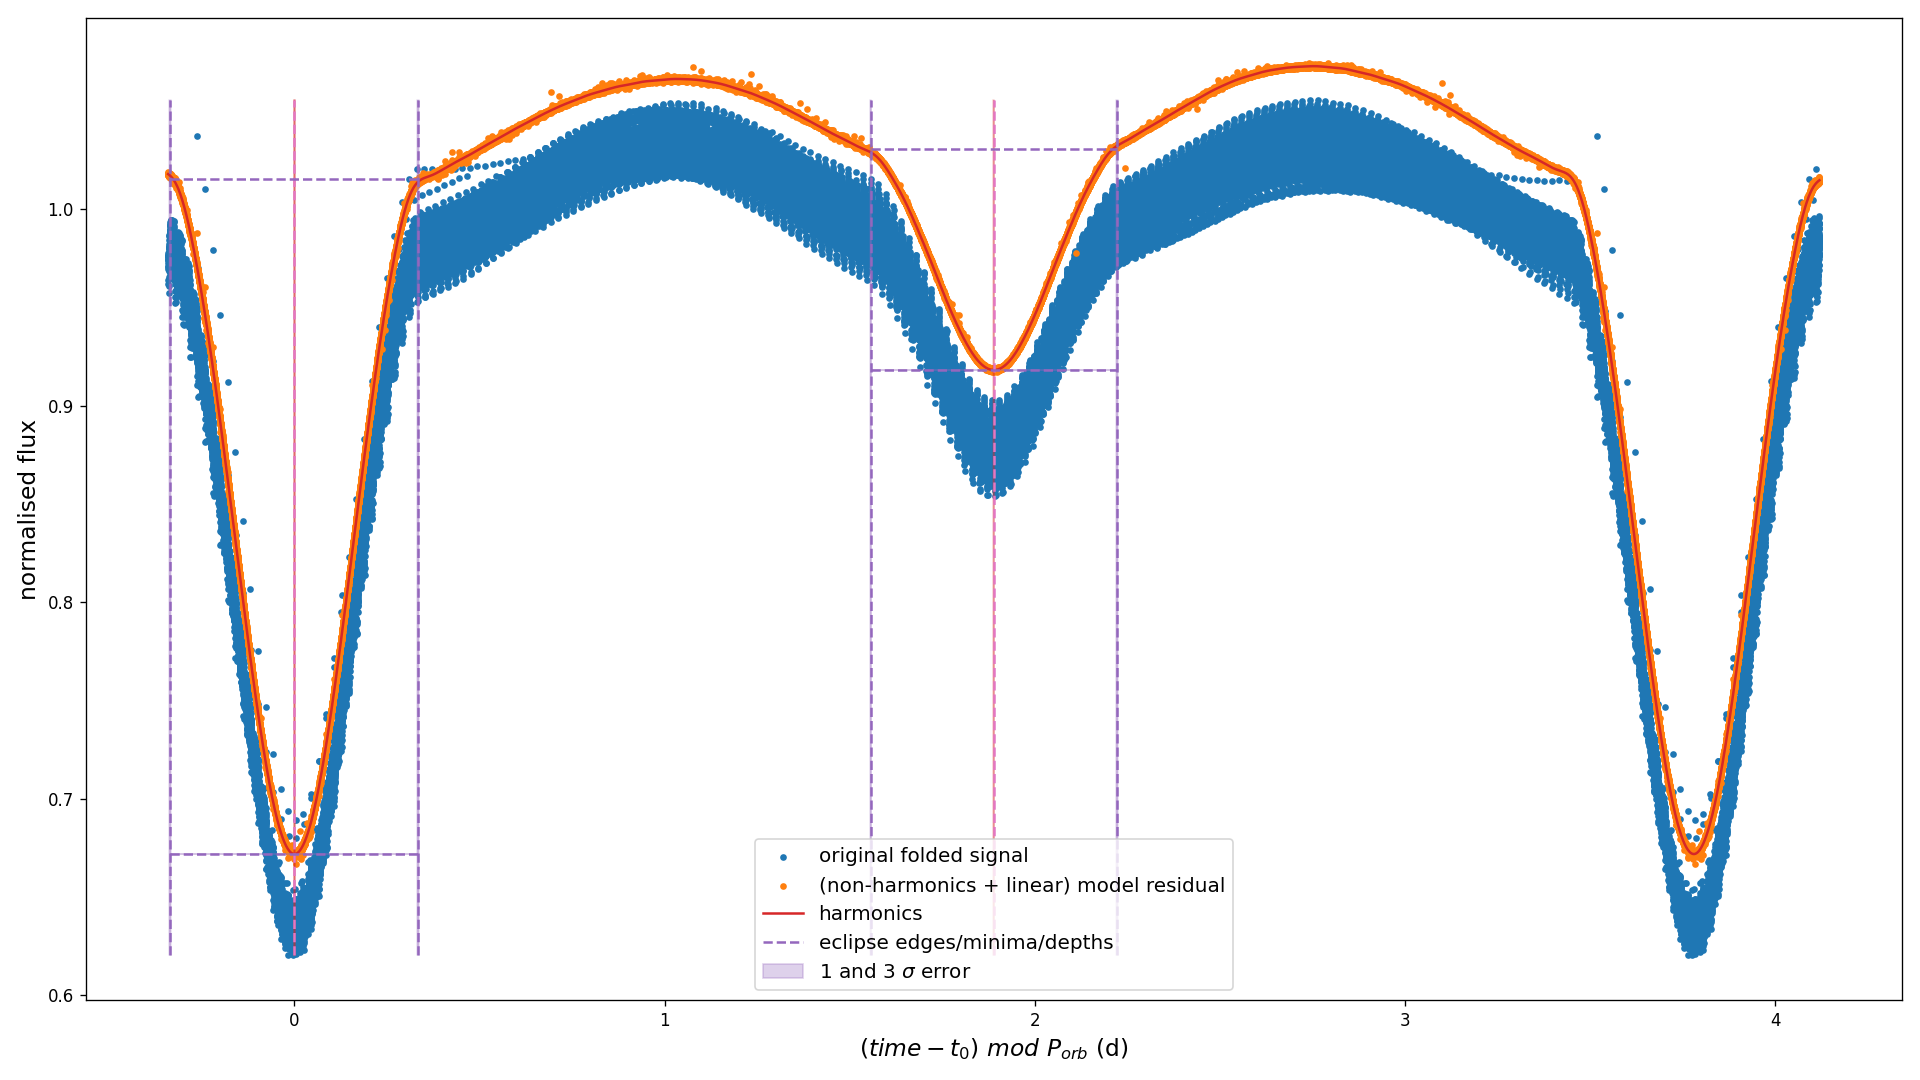 normalised flux
1.0
0.9
0.8
0.7
0.6
0
1
2
3
4
(time − t₀) mod Pₒᵣb (d)
original folded signal
(non-harmonics + linear) model residual
harmonics
eclipse edges/minima/depths
1 and 3 σ error